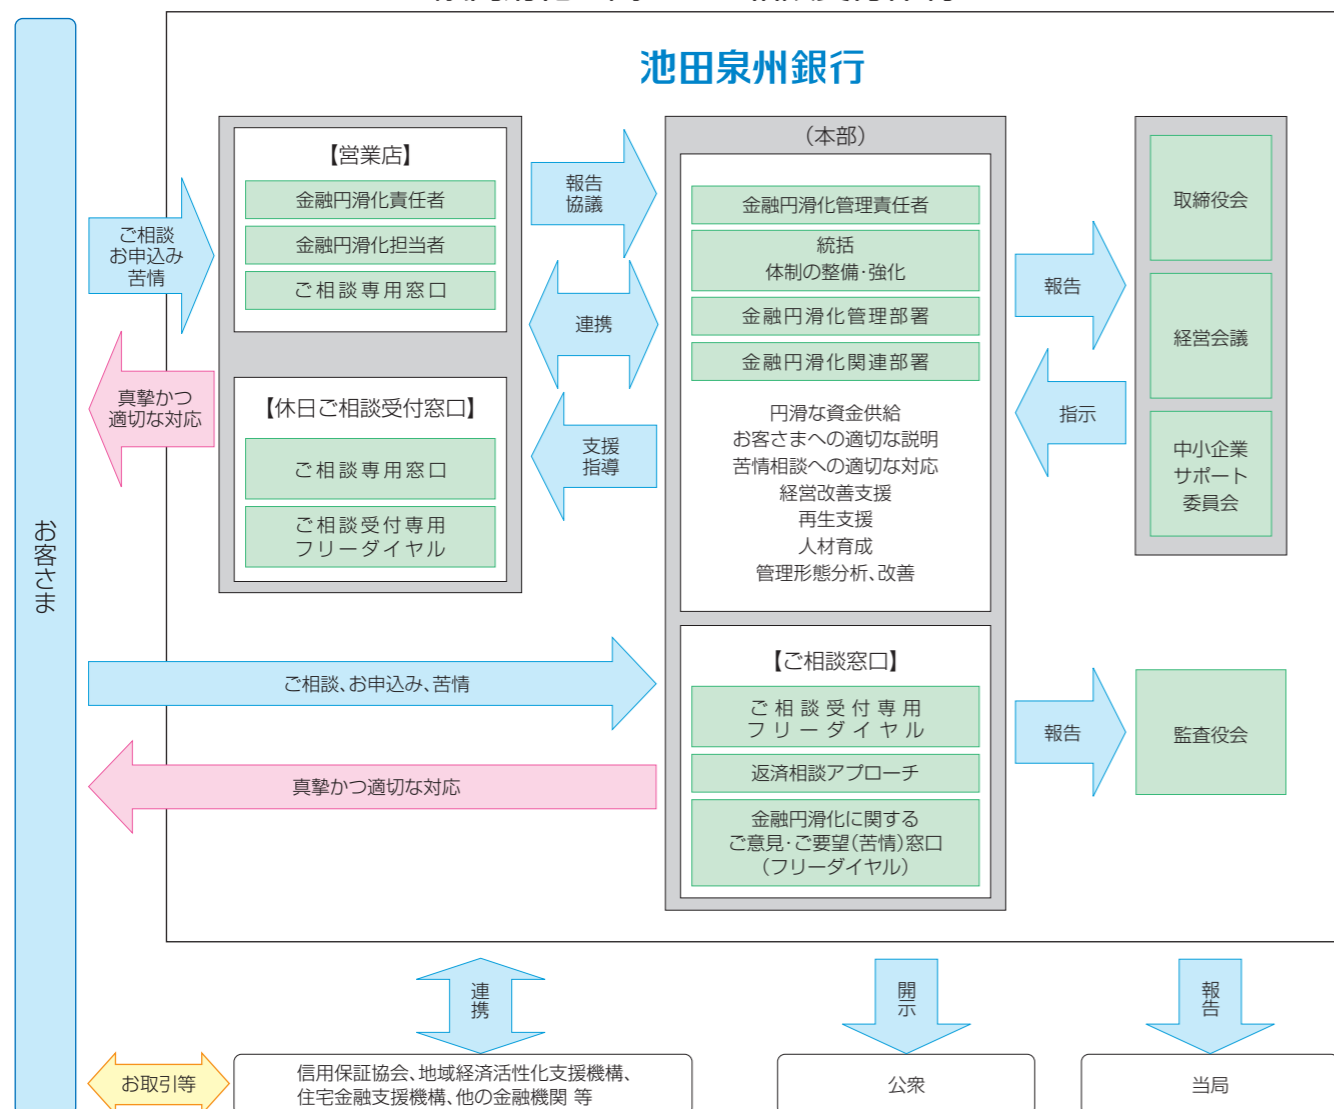 池田泉州銀行
お客さま
ご相談
お申込み
苦情
真摯かつ
適切な対応
【営業店】
金融円滑化責任者
金融円滑化担当者
ご相談専用窓口
【休日ご相談受付窓口】
ご相談専用窓口
ご相談受付専用
フリーダイヤル
報告
協議
連携
支援
指導
(本部)
金融円滑化管理責任者
統括
体制の整備・強化
金融円滑化管理部署
金融円滑化関連部署
円滑な資金供給
お客さまへの適切な説明
苦情相談への適切な対応
経営改善支援
再生支援
人材育成
管理形態分析、改善
報告
指示
取締役会
経営会議
中小企業
サポート
委員会
ご相談、お申込み、苦情
真摯かつ適切な対応
【ご相談窓口】
ご相談受付専用
フリーダイヤル
返済相談アプローチ
金融円滑化に関する
ご意見・ご要望(苦情)窓口
(フリーダイヤル)
報告
監査役会
連携
開示
報告
お取引等
信用保証協会、地域経済活性化支援機構、
住宅金融支援機構、他の金融機関 等
公衆
当局